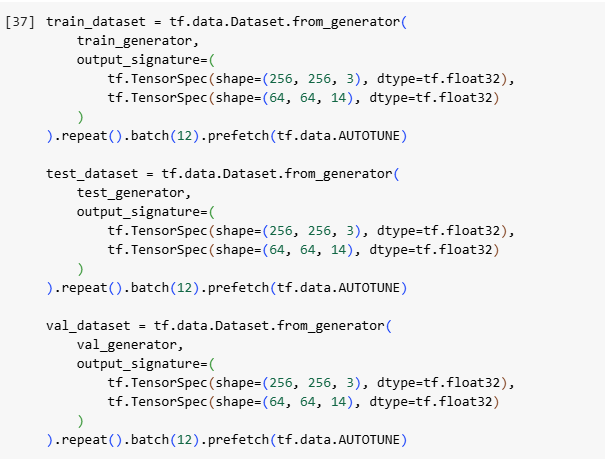 [37] train_dataset = tf.data.Dataset.from_generator(
    train_generator,
    output_signature=(
        tf.TensorSpec(shape=(256, 256, 3), dtype=tf.float32),
        tf.TensorSpec(shape=(64, 64, 14), dtype=tf.float32)
    )
).repeat().batch(12).prefetch(tf.data.AUTOTUNE)

test_dataset = tf.data.Dataset.from_generator(
    test_generator,
    output_signature=(
        tf.TensorSpec(shape=(256, 256, 3), dtype=tf.float32),
        tf.TensorSpec(shape=(64, 64, 14), dtype=tf.float32)
    )
).repeat().batch(12).prefetch(tf.data.AUTOTUNE)

val_dataset = tf.data.Dataset.from_generator(
    val_generator,
    output_signature=(
        tf.TensorSpec(shape=(256, 256, 3), dtype=tf.float32),
        tf.TensorSpec(shape=(64, 64, 14), dtype=tf.float32)
    )
).repeat().batch(12).prefetch(tf.data.AUTOTUNE)